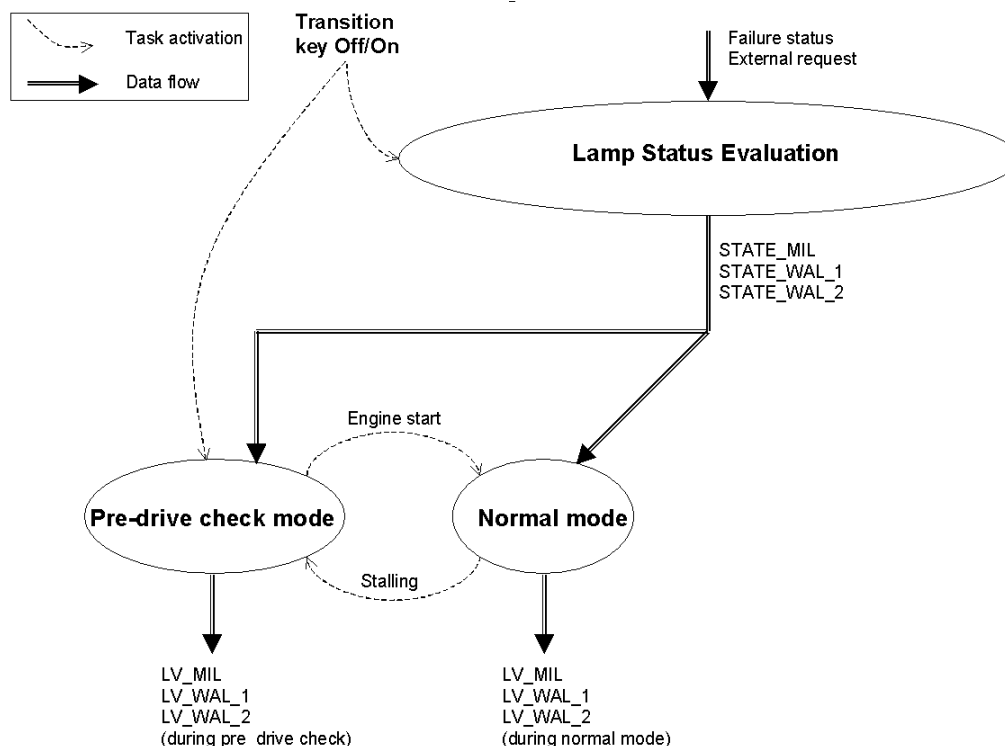 Task activation
Data flow
Transition
key Off/On
Failure status
External request
Lamp Status Evaluation
STATE_MIL
STATE_WAL_1
STATE_WAL_2
Engine start
Pre-drive check mode
Normal mode
Stalling
LV_MIL
LV_WAL_1
LV_WAL_2
(during pre_drive check)
LV_MIL
LV_WAL_1
LV_WAL_2
(during normal mode)